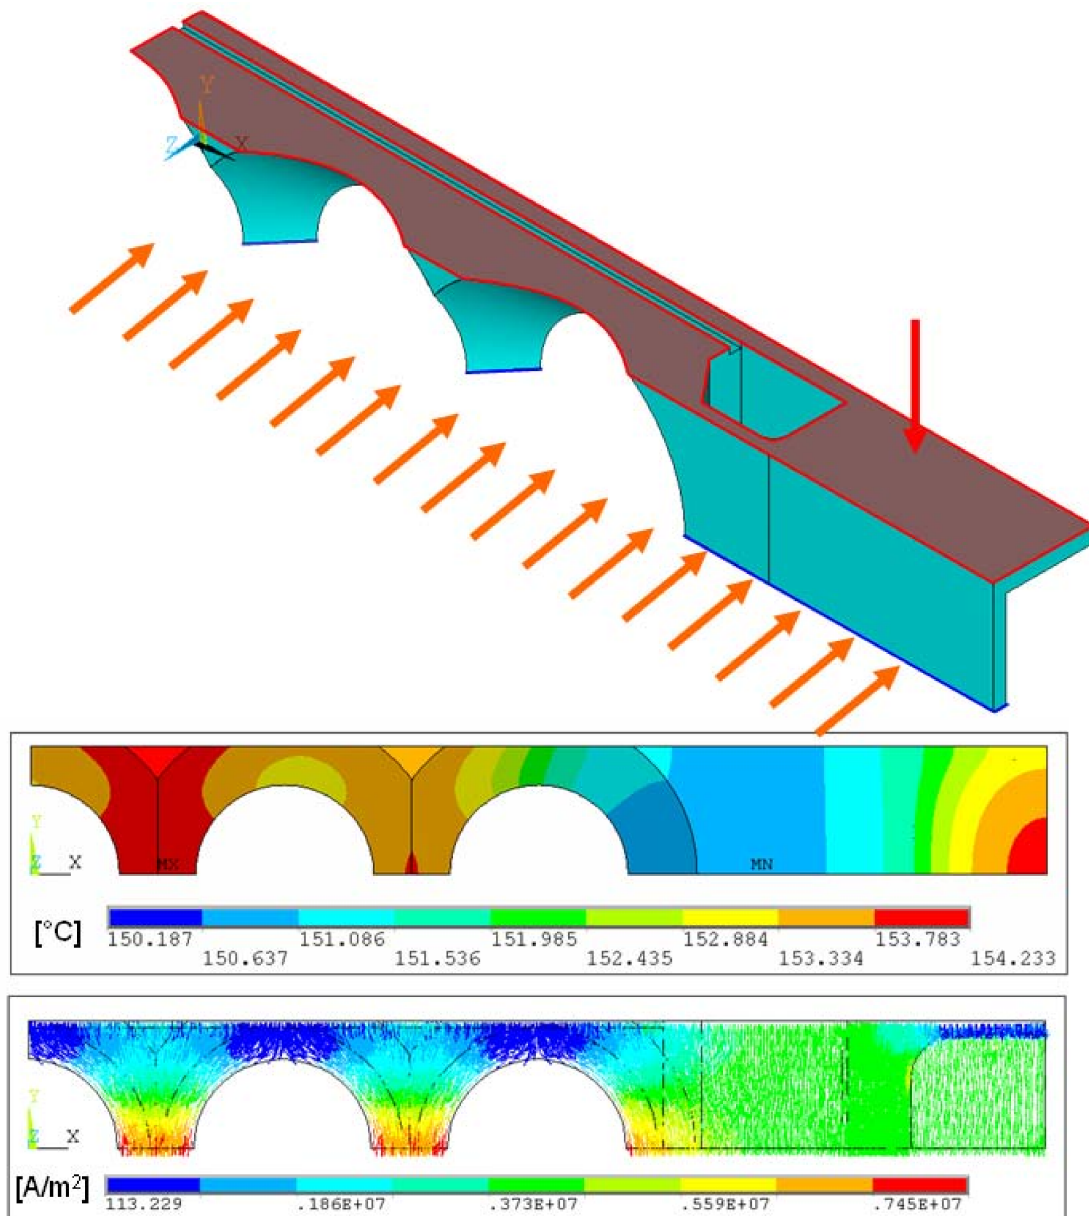 Y
Z X
MX MN
Y
Z X
[°C]
150.187 151.086 151.985 152.884 153.783
150.637 151.536 152.435 153.334 154.233
Y
Z X
[A/m²]
113.229 .186E+07 .373E+07 .559E+07 .745E+07